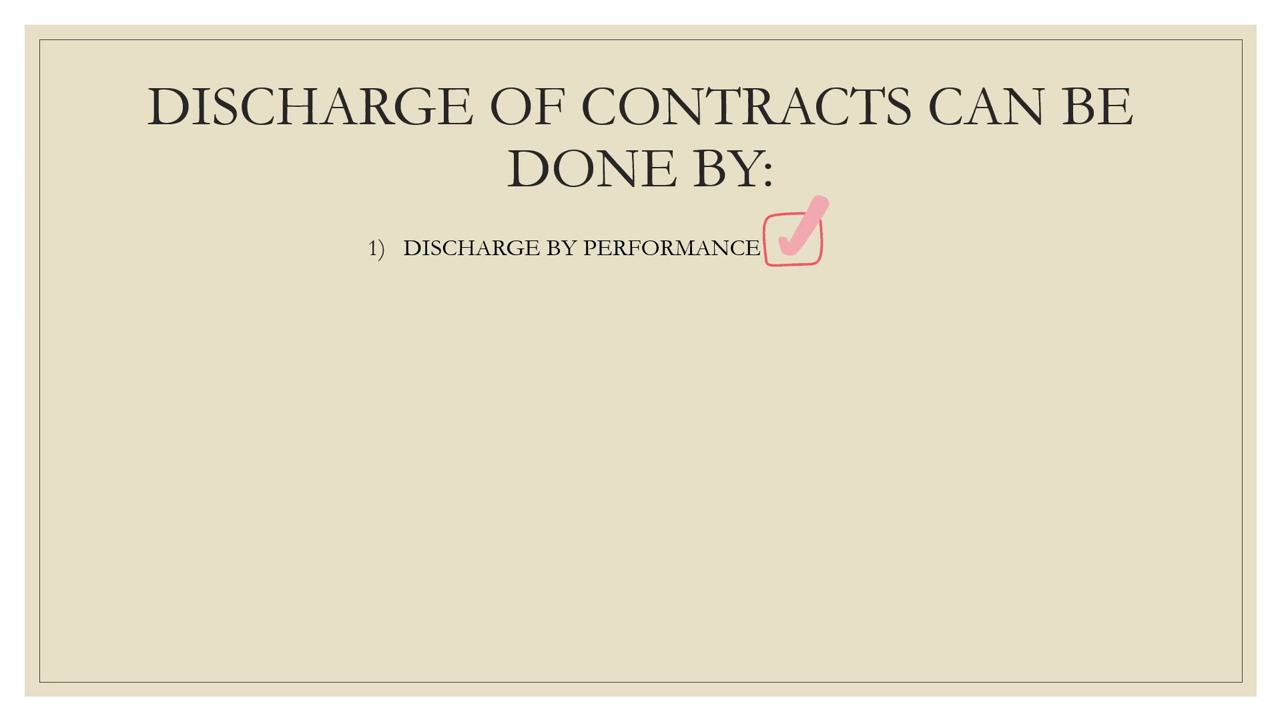 DISCHARGE OF CONTRACTS CAN BE
DONE BY:
1) DISCHARGE BY PERFORMANCE